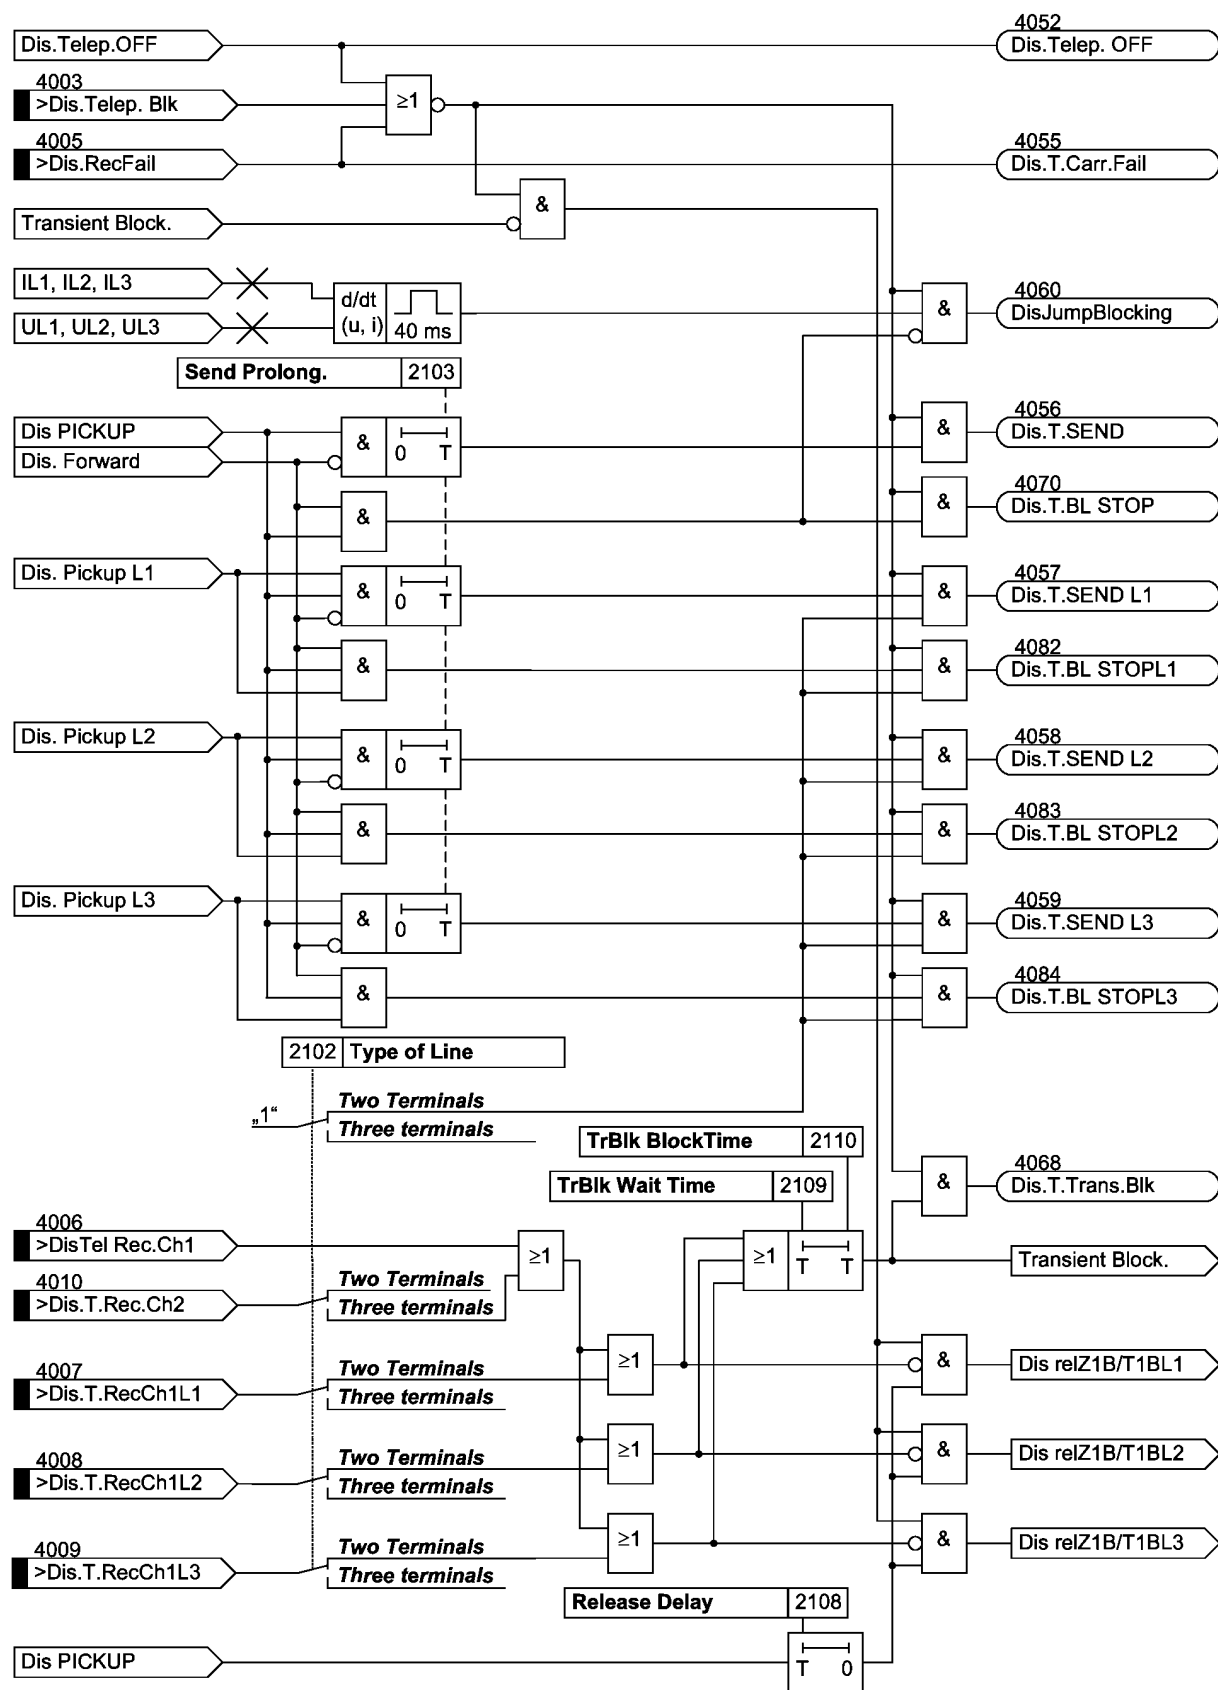 4052
Dis.Telep.OFF
Dis.Telep. OFF
4003
>Dis.Telep. Blk
≥1
4005
>Dis.RecFail
4055
Dis.T.Carr.Fail
&
Transient Block.
IL1, IL2, IL3
d/dt
UL1, UL2, UL3
(u, i)
40 ms
&
4060
DisJumpBlocking
Send Prolong.
2103
Dis PICKUP
Dis. Forward
&
0 T
&
4056
Dis.T.SEND
&
&
4070
Dis.T.BL STOP
Dis. Pickup L1
&
0 T
&
4057
Dis.T.SEND L1
&
&
4082
Dis.T.BL STOPL1
Dis. Pickup L2
&
0 T
&
4058
Dis.T.SEND L2
&
&
4083
Dis.T.BL STOPL2
Dis. Pickup L3
&
0 T
&
4059
Dis.T.SEND L3
&
&
4084
Dis.T.BL STOPL3
2102 Type of Line
„1“
Two Terminals
Three terminals
TrBlk BlockTime
2110
TrBlk Wait Time
2109
&
4068
Dis.T.Trans.Blk
4006
>DisTel Rec.Ch1
≥1
≥1
T T
Transient Block.
4010
>Dis.T.Rec.Ch2
Two Terminals
Three terminals
4007
>Dis.T.RecCh1L1
Two Terminals
Three terminals
≥1
&
Dis relZ1B/T1BL1
4008
>Dis.T.RecCh1L2
Two Terminals
Three terminals
≥1
&
Dis relZ1B/T1BL2
4009
>Dis.T.RecCh1L3
Two Terminals
Three terminals
≥1
&
Dis relZ1B/T1BL3
Release Delay
2108
Dis PICKUP
T 0